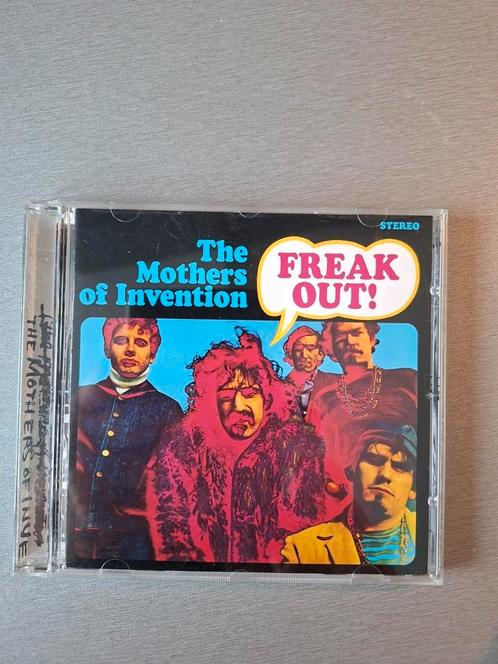 STEREO
The
Mothers
of Invention
FREAK
OUT!
THE MOTHERS OF INVE